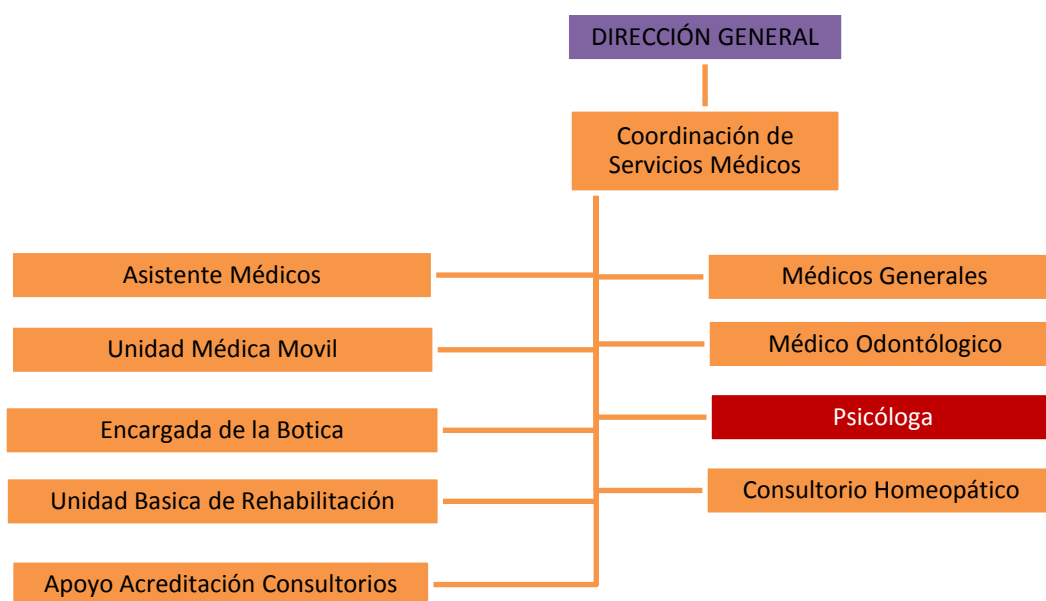 DIRECCIÓN GENERAL
Coordinación de
Servicios Médicos
Asistente Médicos
Médicos Generales
Unidad Médica Movil
Médico Odontólogico
Encargada de la Botica
Psicóloga
Unidad Basica de Rehabilitación
Consultorio Homeopático
Apoyo Acreditación Consultorios